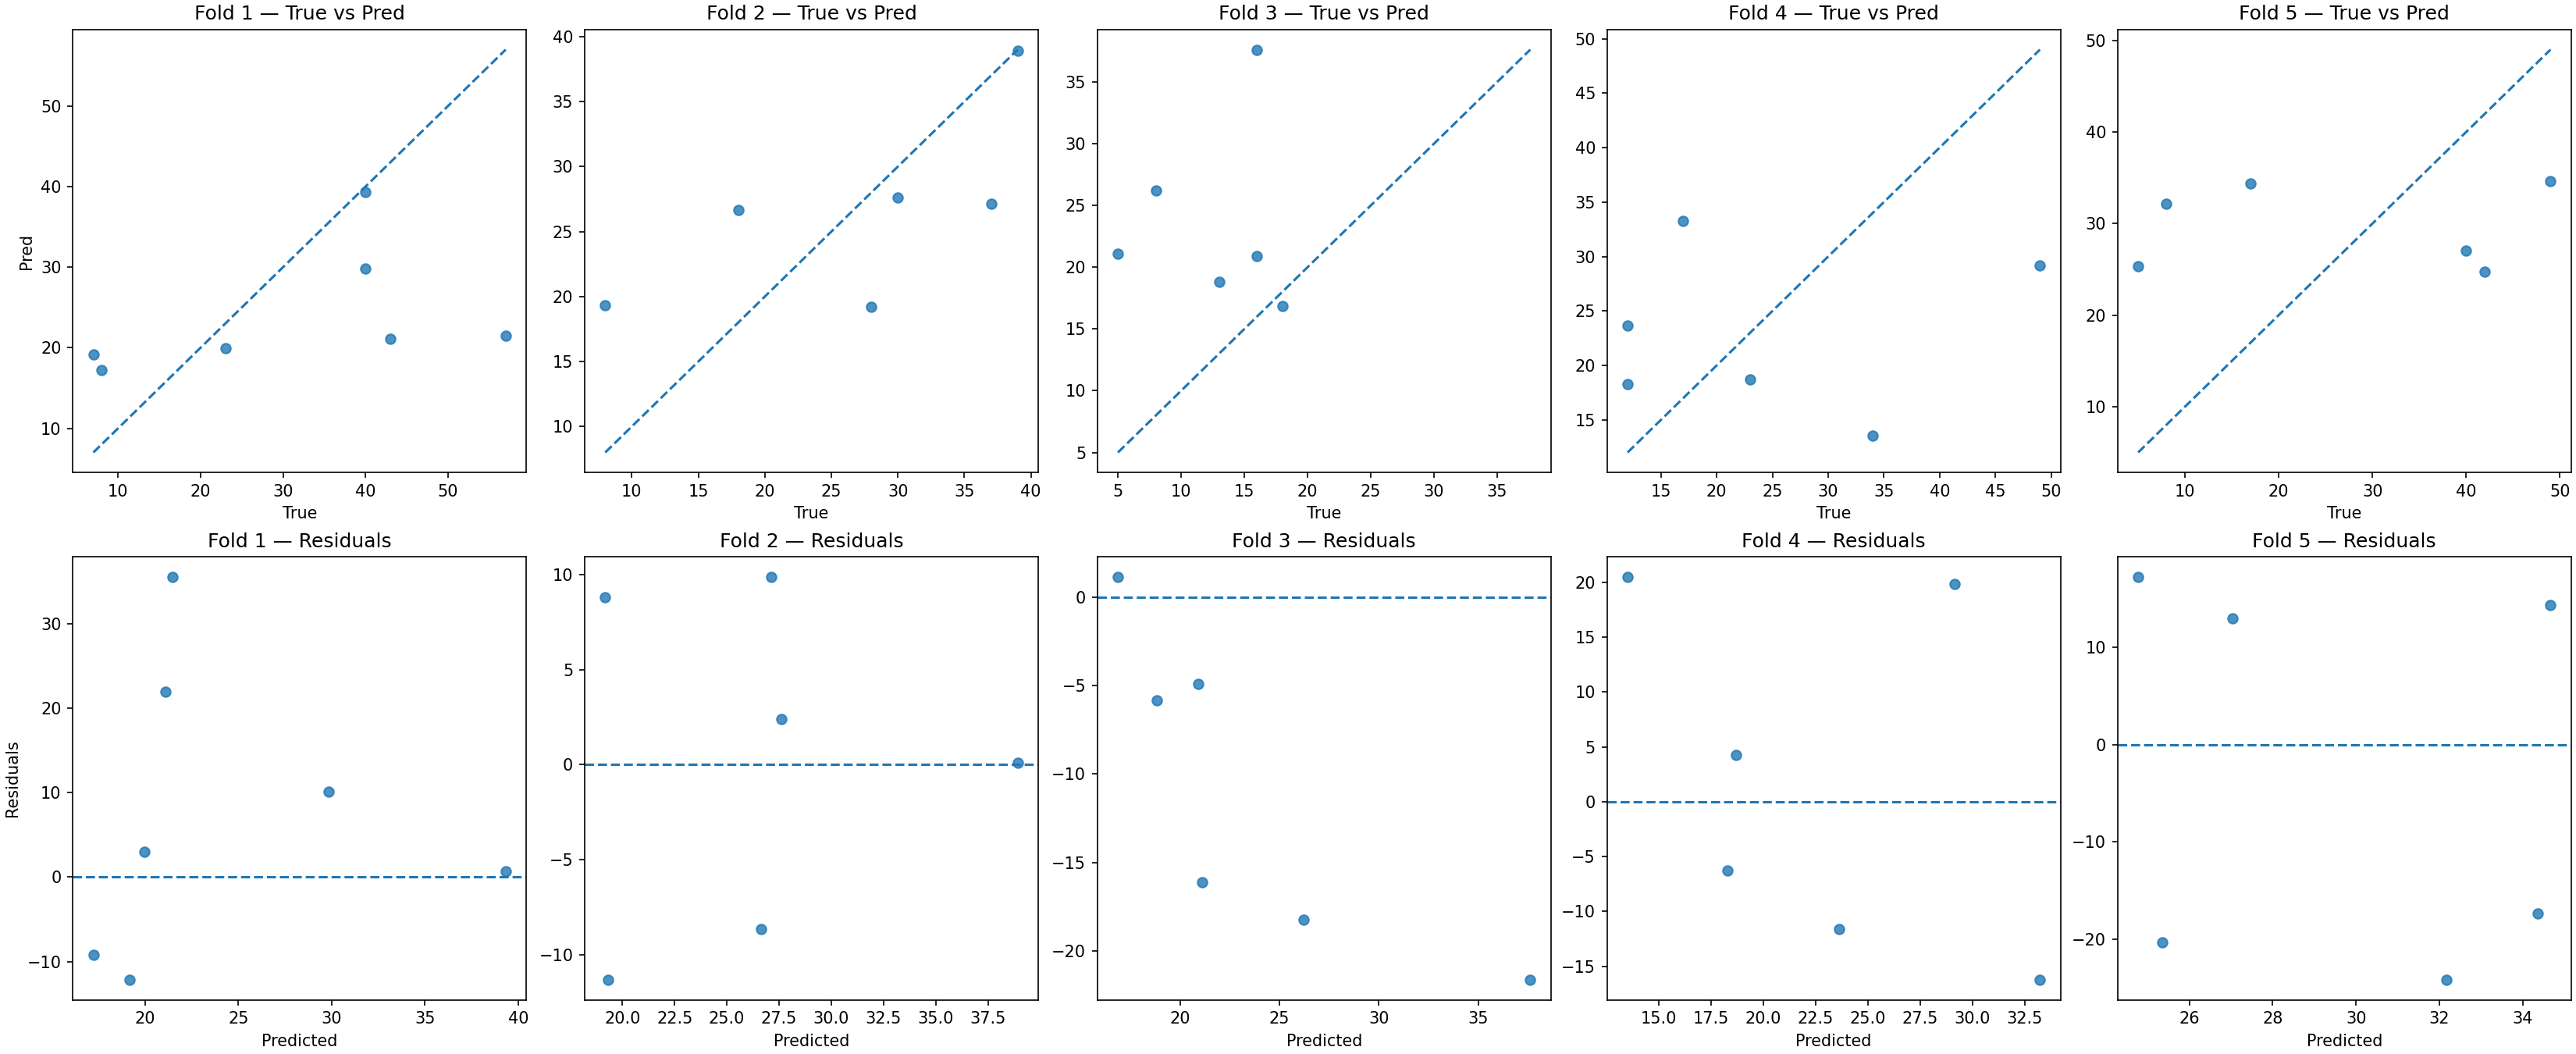 Fold 1 — True vs Pred
Fold 2 — True vs Pred
Fold 3 — True vs Pred
Fold 4 — True vs Pred
Fold 5 — True vs Pred
Pred
50
40
30
20
10
10 20 30 40 50
True
40
35
30
25
20
15
10
10 15 20 25 30 35 40
True
35
30
25
20
15
10
5
5 10 15 20 25 30 35
True
50
45
40
35
30
25
20
15
15 20 25 30 35 40 45 50
True
50
40
30
20
10
10 20 30 40 50
True
Fold 1 — Residuals
Fold 2 — Residuals
Fold 3 — Residuals
Fold 4 — Residuals
Fold 5 — Residuals
Residuals
30
20
10
0
−10
20 25 30 35 40
Predicted
10
5
0
−5
−10
20.0 22.5 25.0 27.5 30.0 32.5 35.0 37.5
Predicted
0
−5
−10
−15
−20
20 25 30 35
Predicted
20
15
10
5
0
−5
−10
−15
15.0 17.5 20.0 22.5 25.0 27.5 30.0 32.5
Predicted
10
0
−10
−20
26 28 30 32 34
Predicted